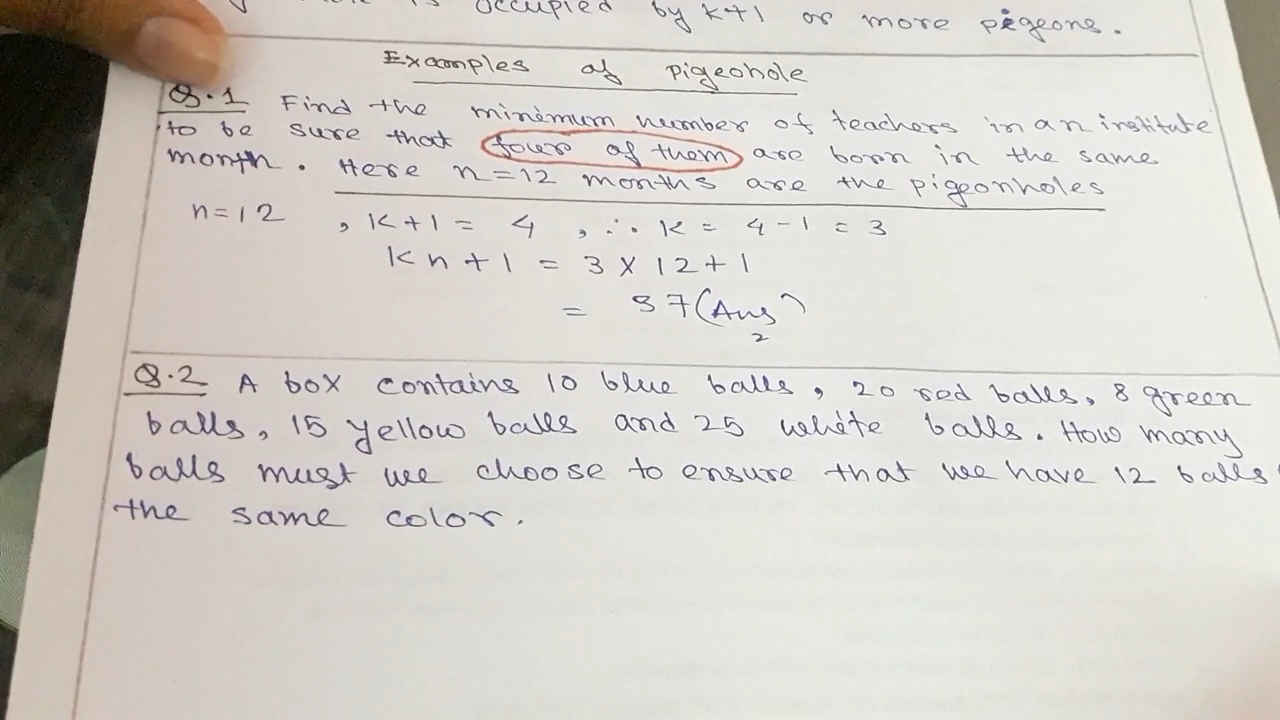 is occupied by k+1 or more pigeons.
Examples of pigeohole
Q.1 Find the minimum number of teachers in an institute
to be sure that four of them are born in the same
month. Here n=12 months are the pigeonholes
n=12 , k+1 = 4 , ∴ k = 4-1 = 3
kn+1 = 3 x 12+1
= 37 (Ans)
Q.2 A box contains 10 blue balls, 20 red balls, 8 green
balls, 15 yellow balls and 25 white balls. How many
balls must we choose to ensure that we have 12 balls
the same color.